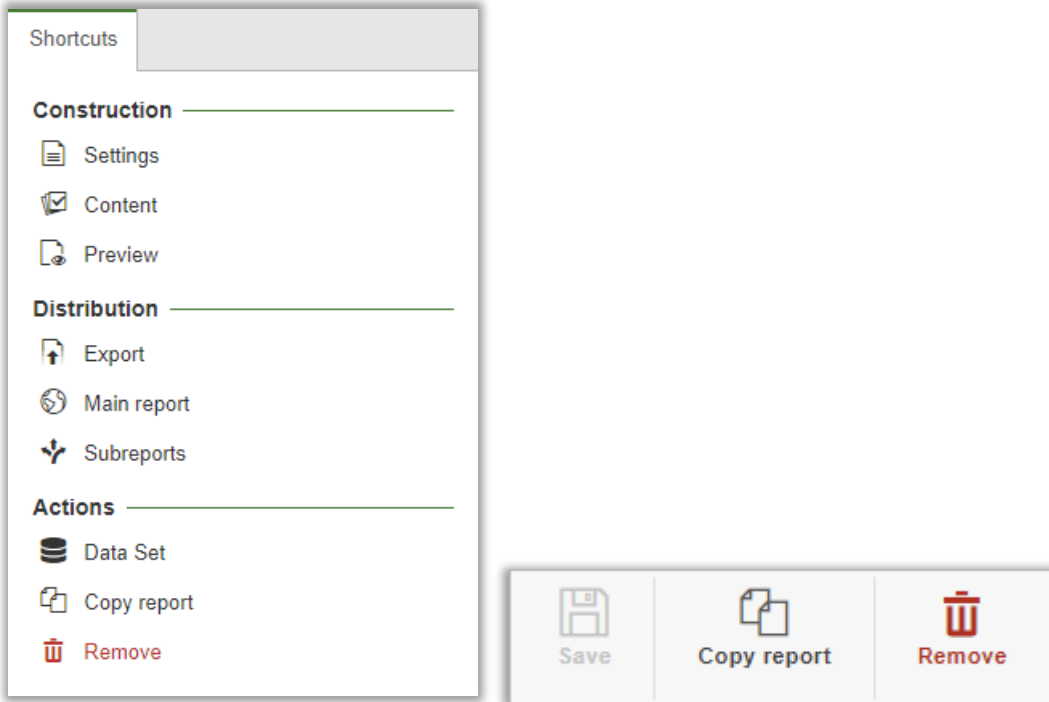 Shortcuts
Construction
Settings
Content
Preview
Distribution
Export
Main report
Subreports
Actions
Data Set
Copy report
Remove
Save
Copy report
Remove